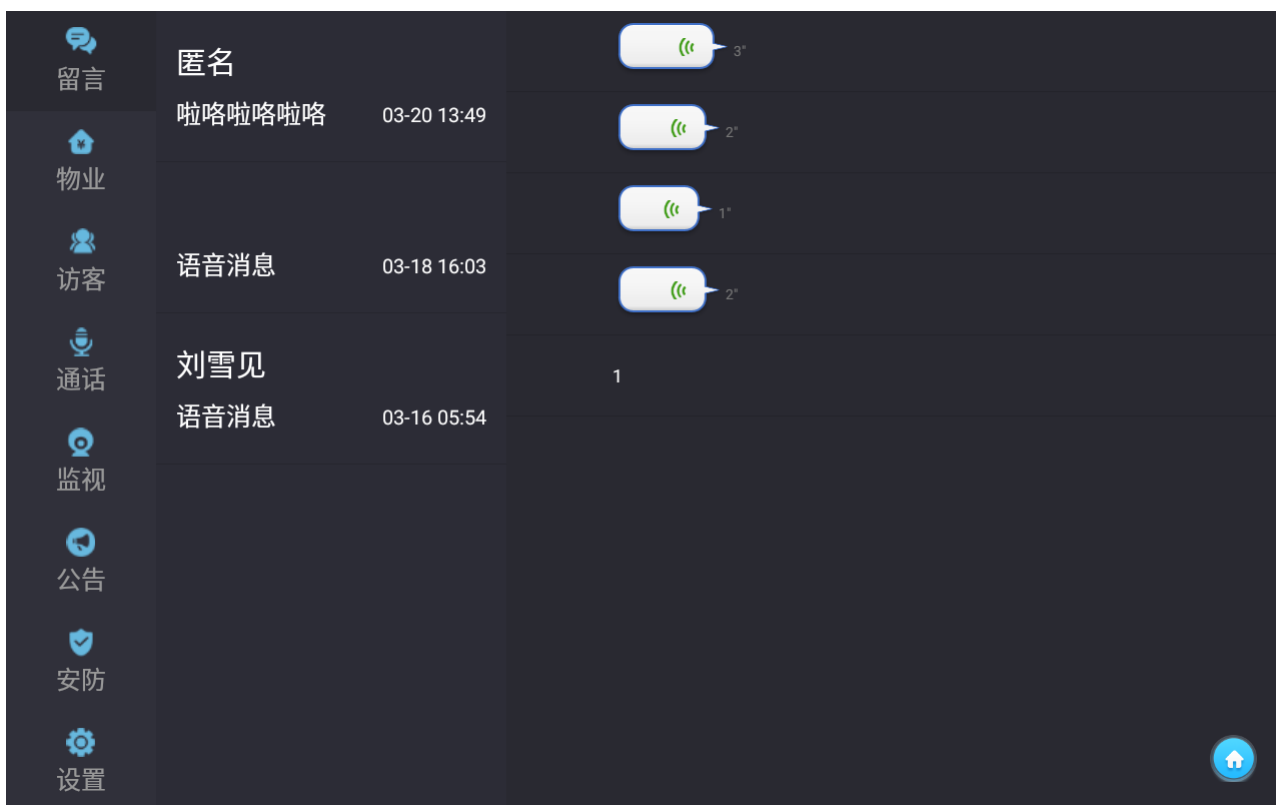 留言
物业
访客
通话
监视
公告
安防
设置
匿名
啦咯啦咯啦咯 03-20 13:49
语音消息 03-18 16:03
刘雪见
语音消息 03-16 05:54
3"
2"
1"
2"
1